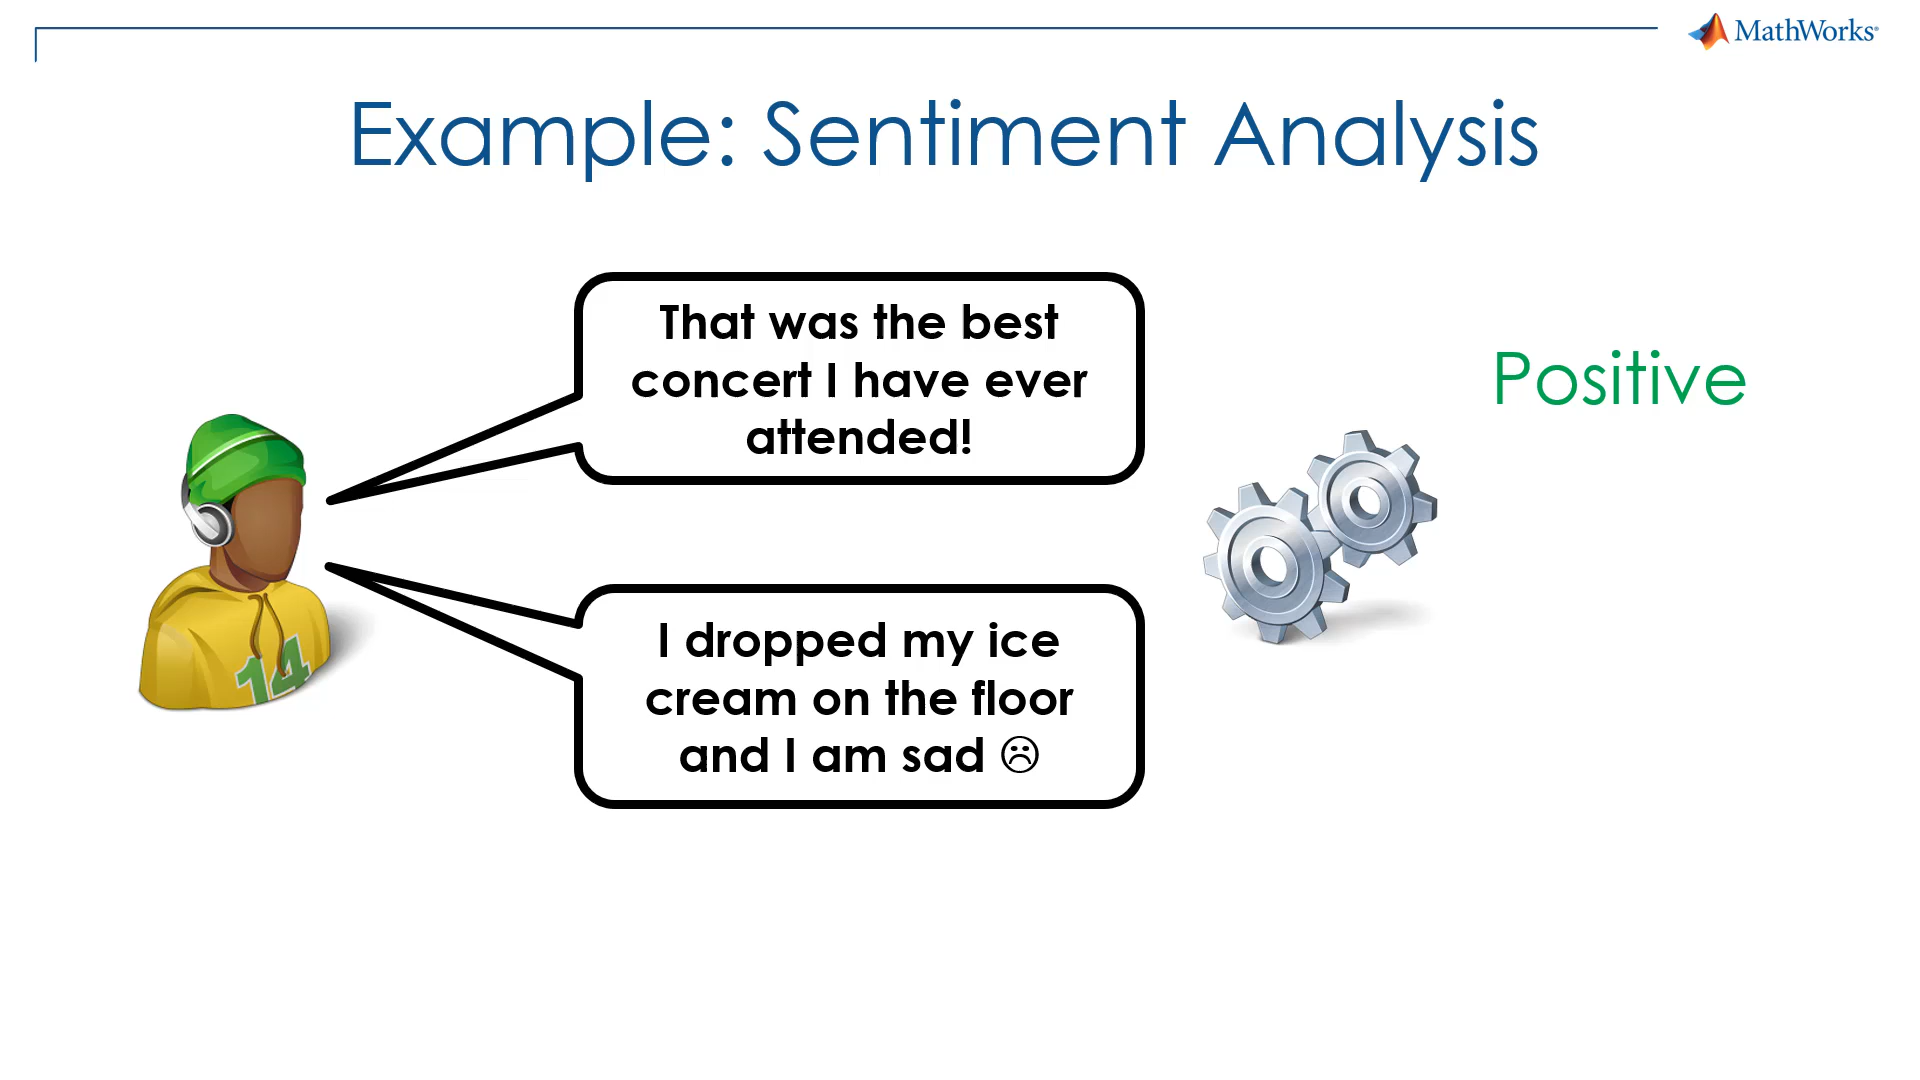 MathWorks®
Example: Sentiment Analysis
That was the best
concert I have ever
attended!
Positive
I dropped my ice
cream on the floor
and I am sad ☹
14